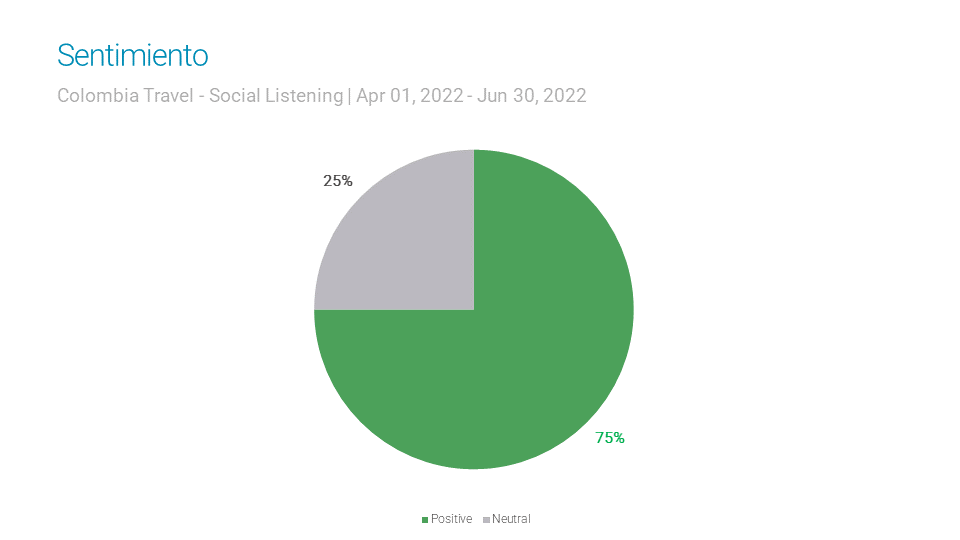 Sentimiento
Colombia Travel - Social Listening | Apr 01, 2022 - Jun 30, 2022
25%
75%
Positive Neutral